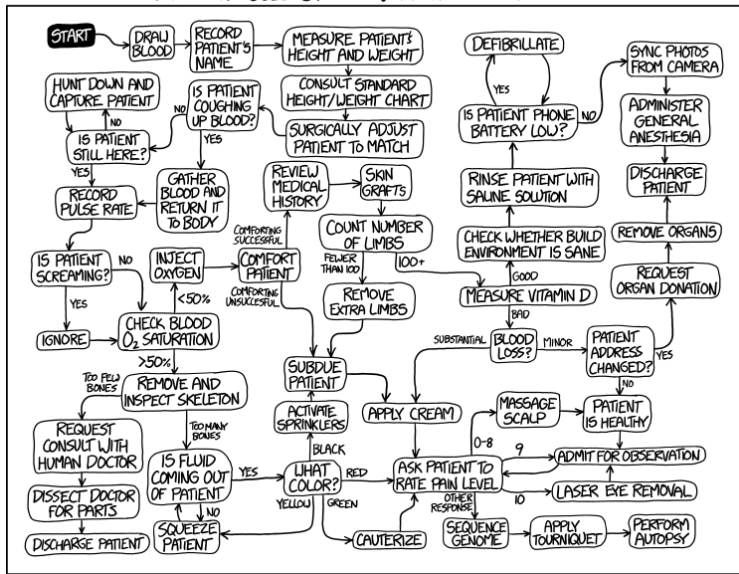 START
DRAW
BLOOD
RECORD
PATIENT'S
NAME
MEASURE PATIENT'S
HEIGHT AND WEIGHT
CONSULT STANDARD
HEIGHT/WEIGHT CHART
SURGICALLY ADJUST
PATIENT TO MATCH
IS PATIENT
COUGHING
UP BLOOD?
NO
YES
HUNT DOWN AND
CAPTURE PATIENT
NO
IS PATIENT
STILL HERE?
YES
GATHER
BLOOD AND
RETURN IT
TO BODY
RECORD
PULSE RATE
IS PATIENT
SCREAMING?
NO
YES
IGNORE
CHECK BLOOD
O2 SATURATION
<50%
>50%
INJECT
OXYGEN
COMFORT
PATIENT
COMFORTING
SUCCESSFUL
COMFORTING
UNSUCCESFUL
REVIEW
MEDICAL
HISTORY
SKIN
GRAFTS
COUNT NUMBER
OF LIMBS
FEWER
THAN 100
100+
REMOVE
EXTRA LIMBS
SUBDUE
PATIENT
ACTIVATE
SPRINKLERS
BLACK
REMOVE AND
INSPECT SKELETON
TOO FEW
BONES
TOO MANY
BONES
REQUEST
CONSULT WITH
HUMAN DOCTOR
DISSECT DOCTOR
FOR PARTS
DISCHARGE PATIENT
IS FLUID
COMING OUT
OF PATIENT
YES
NO
SQUEEZE
PATIENT
WHAT
COLOR?
YELLOW
GREEN
RED
CAUTERIZE
APPLY CREAM
ASK PATIENT TO
RATE PAIN LEVEL
0-8
9
10
OTHER
RESPONSE
MASSAGE
SCALP
PATIENT
IS HEALTHY
ADMIT FOR OBSERVATION
LASER EYE REMOVAL
SEQUENCE
GENOME
APPLY
TOURNIQUET
PERFORM
AUTOPSY
MEASURE VITAMIN D
GOOD
BAD
CHECK WHETHER BUILD
ENVIRONMENT IS SANE
RINSE PATIENT WITH
SALINE SOLUTION
IS PATIENT PHONE
BATTERY LOW?
YES
NO
DEFIBRILLATE
SYNC PHOTOS
FROM CAMERA
ADMINISTER
GENERAL
ANESTHESIA
DISCHARGE
PATIENT
REMOVE ORGANS
REQUEST
ORGAN DONATION
BLOOD
LOSS?
SUBSTANTIAL
MINOR
PATIENT
ADDRESS
CHANGED?
YES
NO